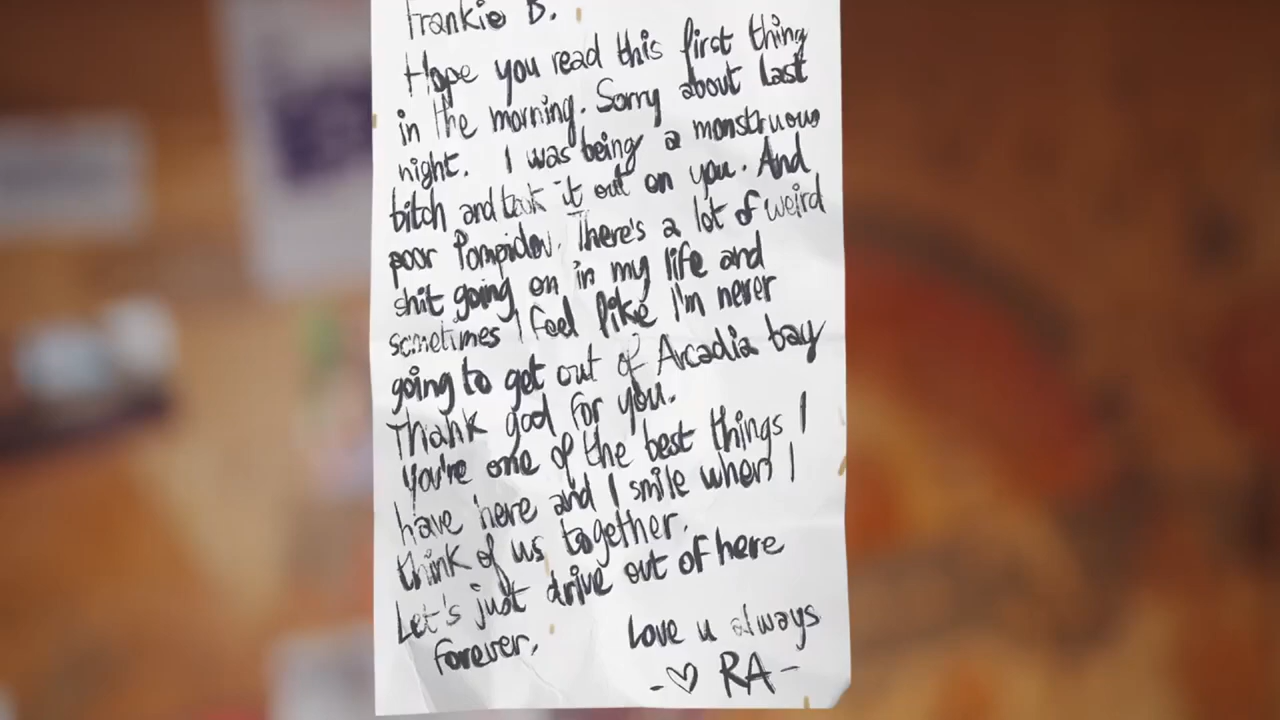 Frankie B.
Hope you read this first thing
in the morning. Sorry about last
night. I was being a monstruous
bitch and took it out on you. And
poor Pompidou. There's a lot of weird
shit going on in my life and
sometimes I feel like I'm never
going to get out of Arcadia bay
Thank god for you.
You're one of the best things I
have here and I smile when I
think of us together.
Let's just drive out of here
forever.
Love u always
-♡ RA-